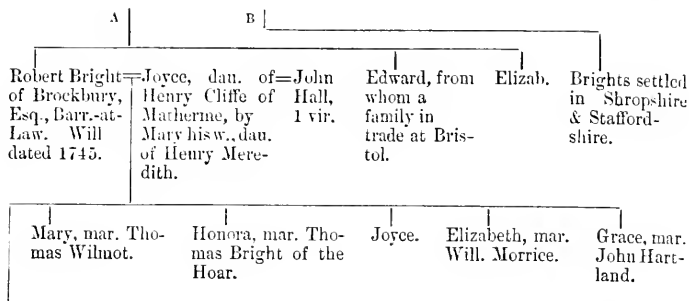 A
B
Robert Bright
of Brockbury,
Esq., Barr.-at-
Law. Will
dated 1745.
Joyce, dau. of
Henry Cliffe of
Matherine, by
Mary his w., dau.
of Henry Mere-
dith.
John
Hall,
1 vir.
Edward, from
whom a
family in
trade at Bris-
tol.
Elizab.
Brights settled
in Shropshire
& Stafford-
shire.
Mary, mar. Tho-
mas Wilmot.
Honora, mar. Tho-
mas Bright of the
Hoar.
Joyce.
Elizabeth, mar.
Will. Morrice.
Grace, mar.
John Hart-
land.